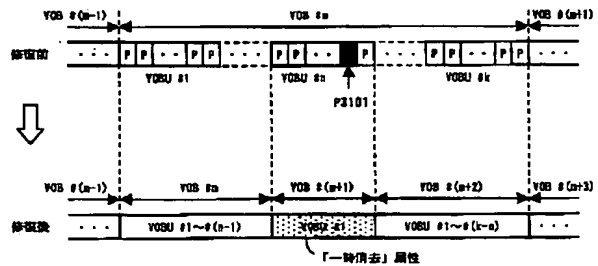 VOB #(m-1) VOB #m VOB #(m+1)
修復前 ・・・ P P ・・ P P P P ・・ P P P ・・ P P ・・・
VOBU #1 VOBU #n VOBU #k
P3101
VOB #(m-1) VOB #m VOB #(m+1) VOB #(m+2) VOB #(m+3)
修復後 ・・・ VOBU #1～#(n-1) VOBU #1 VOBU #1～#(k-n) ・・・
「一時消去」属性